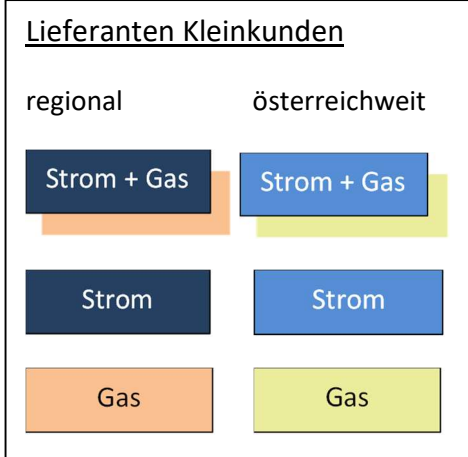 Lieferanten Kleinkunden
regional österreichweit
Strom + Gas Strom + Gas
Strom Strom
Gas Gas